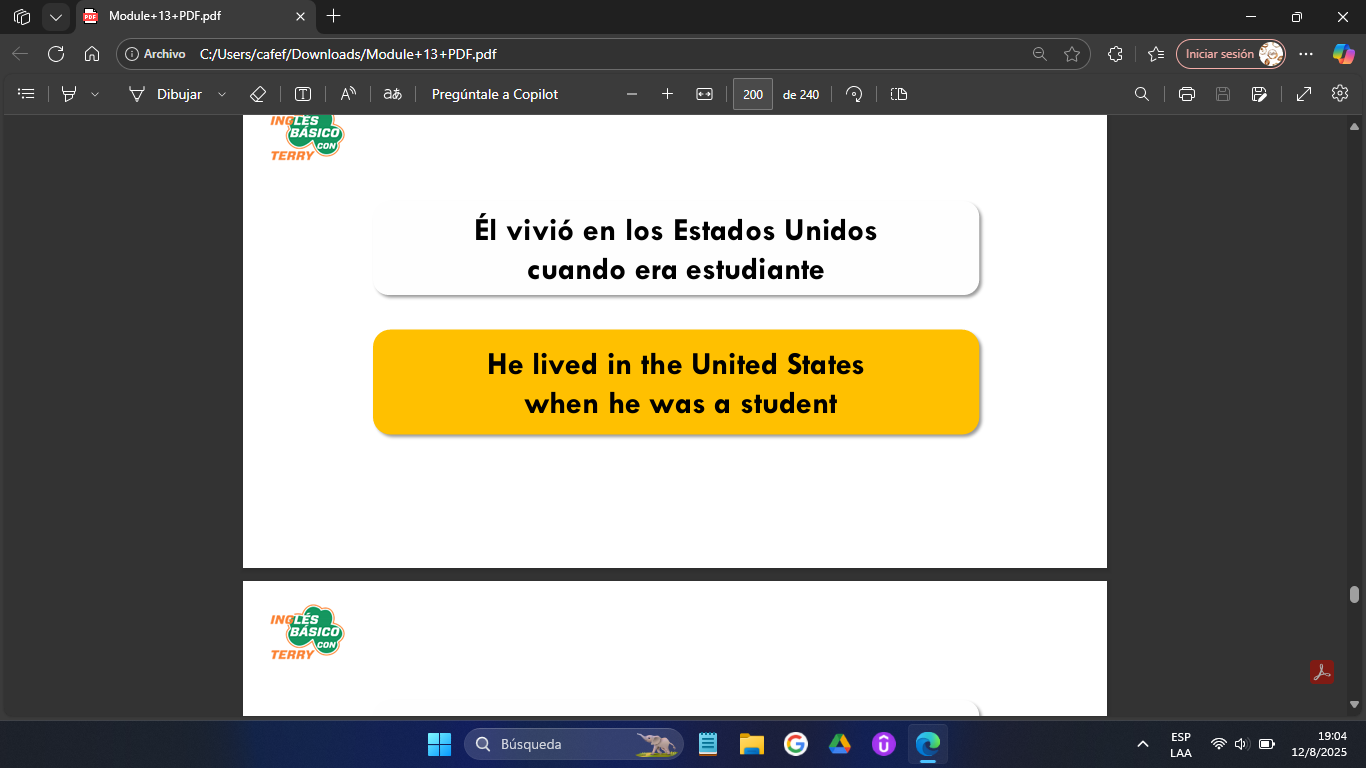 Module+13+PDF.pdf
Archivo
C:/Users/cafef/Downloads/Module+13+PDF.pdf
Iniciar sesión
Dibujar
aあ
Pregúntale a Copilot
200
de 240
INGLÉS
BÁSICO
CON
TERRY
Él vivió en los Estados Unidos
cuando era estudiante
He lived in the United States
when he was a student
INGLÉS
BÁSICO
CON
TERRY
Búsqueda
ESP
LAA
19:04
12/8/2025